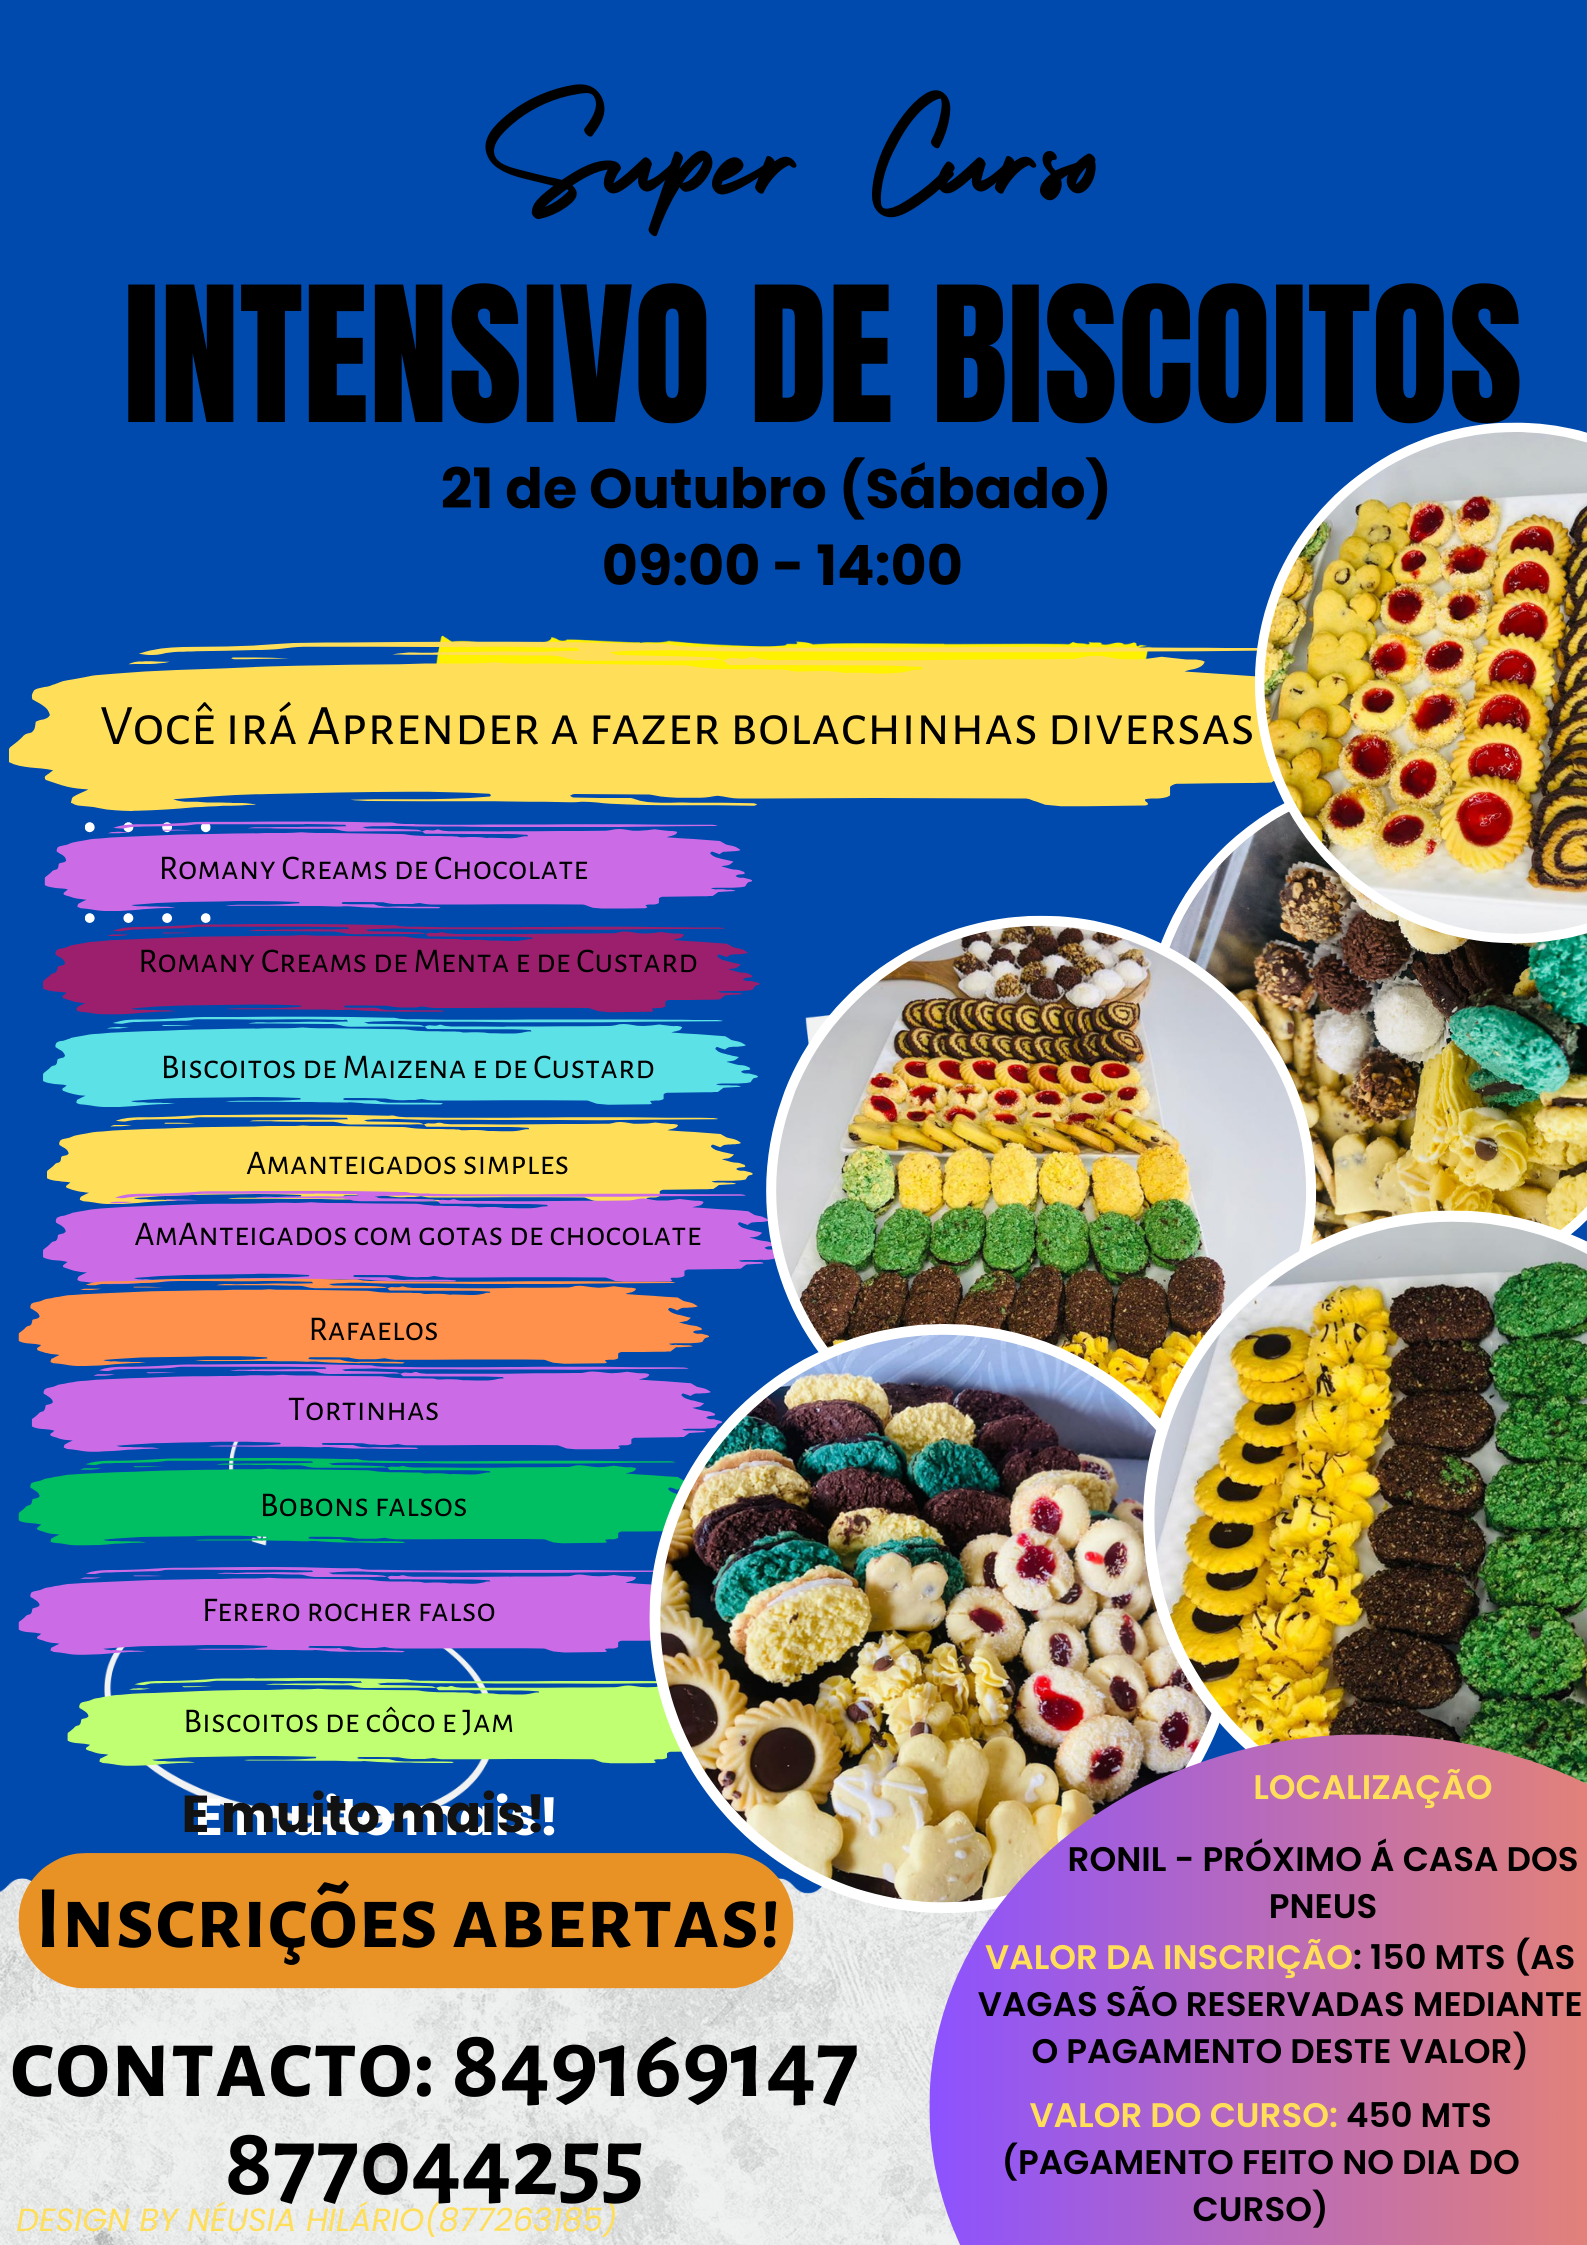 Super Curso
INTENSIVO DE BISCOITOS
21 de Outubro (Sábado)
09:00 - 14:00
Você irá Aprender a fazer bolachinhas diversas
Romany Creams de Chocolate
Romany Creams de Menta e de Custard
Biscoitos de Maizena e de Custard
Amanteigados simples
AmAnteigados com gotas de chocolate
Rafaelos
Tortinhas
Bobons falsos
Ferero rocher falso
Biscoitos de côco e Jam
E muito mais!
Inscrições abertas!
contacto: 849169147
877044255
DESIGN BY NÉUSIA HILÁRIO(877263185)
LOCALIZAÇÃO
RONIL - PRÓXIMO Á CASA DOS
PNEUS
VALOR DA INSCRIÇÃO: 150 MTS (AS
VAGAS SÃO RESERVADAS MEDIANTE
O PAGAMENTO DESTE VALOR)
VALOR DO CURSO: 450 MTS
(PAGAMENTO FEITO NO DIA DO
CURSO)